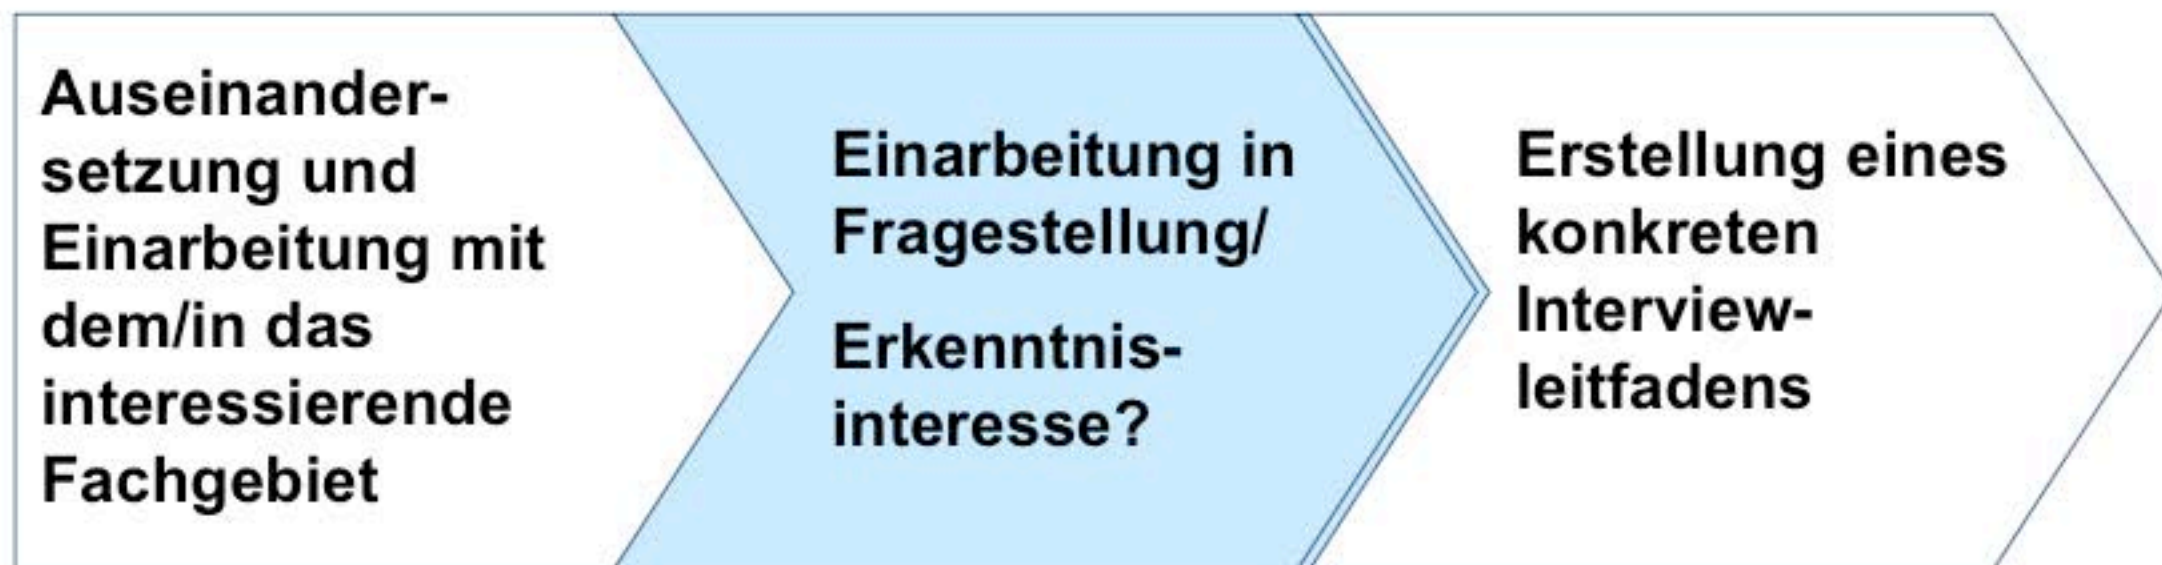 Auseinander-
setzung und
Einarbeitung mit
dem/in das
interessierende
Fachgebiet
Einarbeitung in
Fragestellung/
Erkenntnis-
interesse?
Erstellung eines
konkreten
Interview-
leitfadens